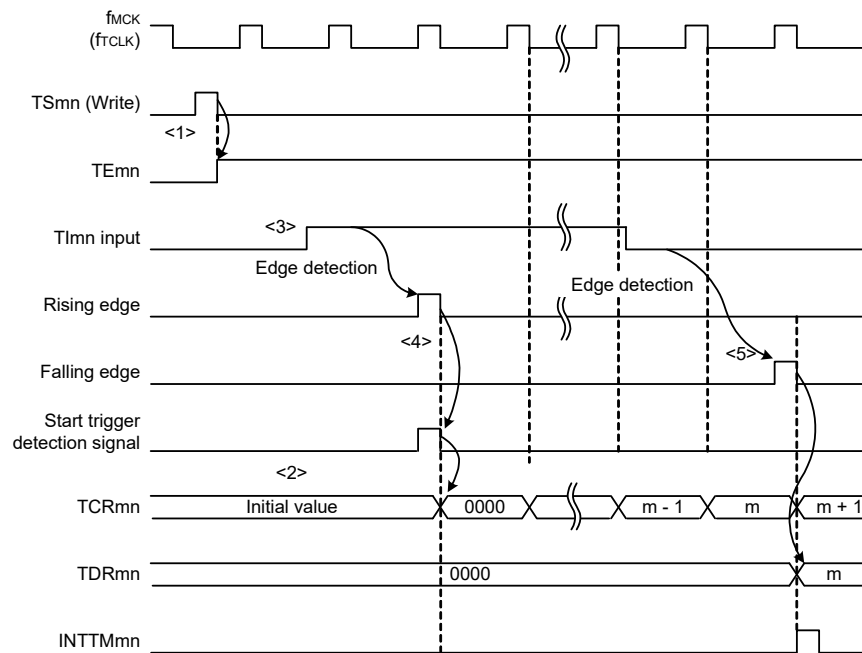 fMCK
(fTCLK)
TSmn (Write)
<1>
TEmn
<3>
TImn input
Edge detection
Edge detection
Rising edge
<4>
<5>
Falling edge
Start trigger
detection signal
<2>
TCRmn
Initial value
0000
m - 1
m
m + 1
TDRmn
0000
m
INTTMmn